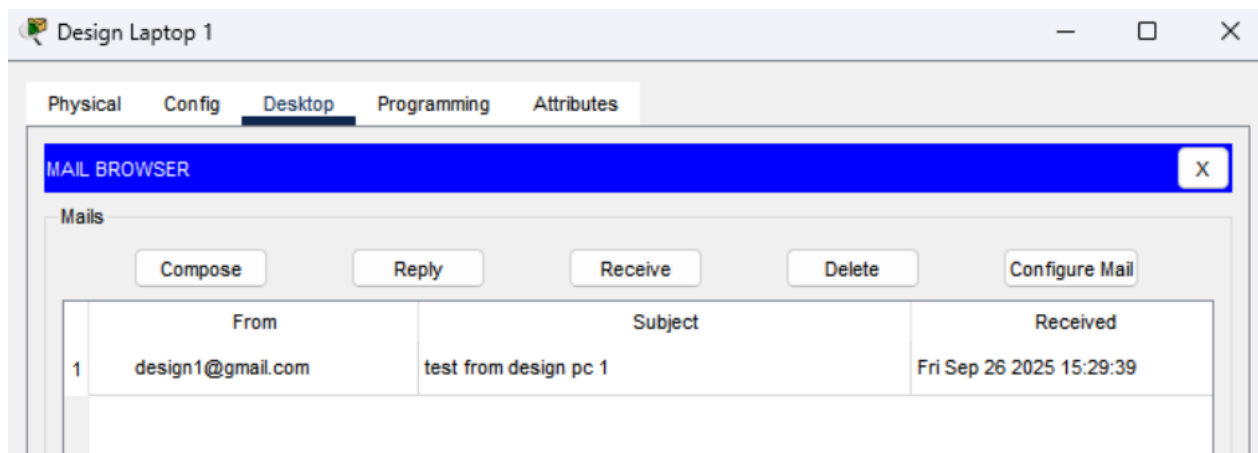 Design Laptop 1
Physical Config Desktop Programming Attributes
MAIL BROWSER X
Mails
Compose Reply Receive Delete Configure Mail
From Subject Received
1 design1@gmail.com test from design pc 1 Fri Sep 26 2025 15:29:39